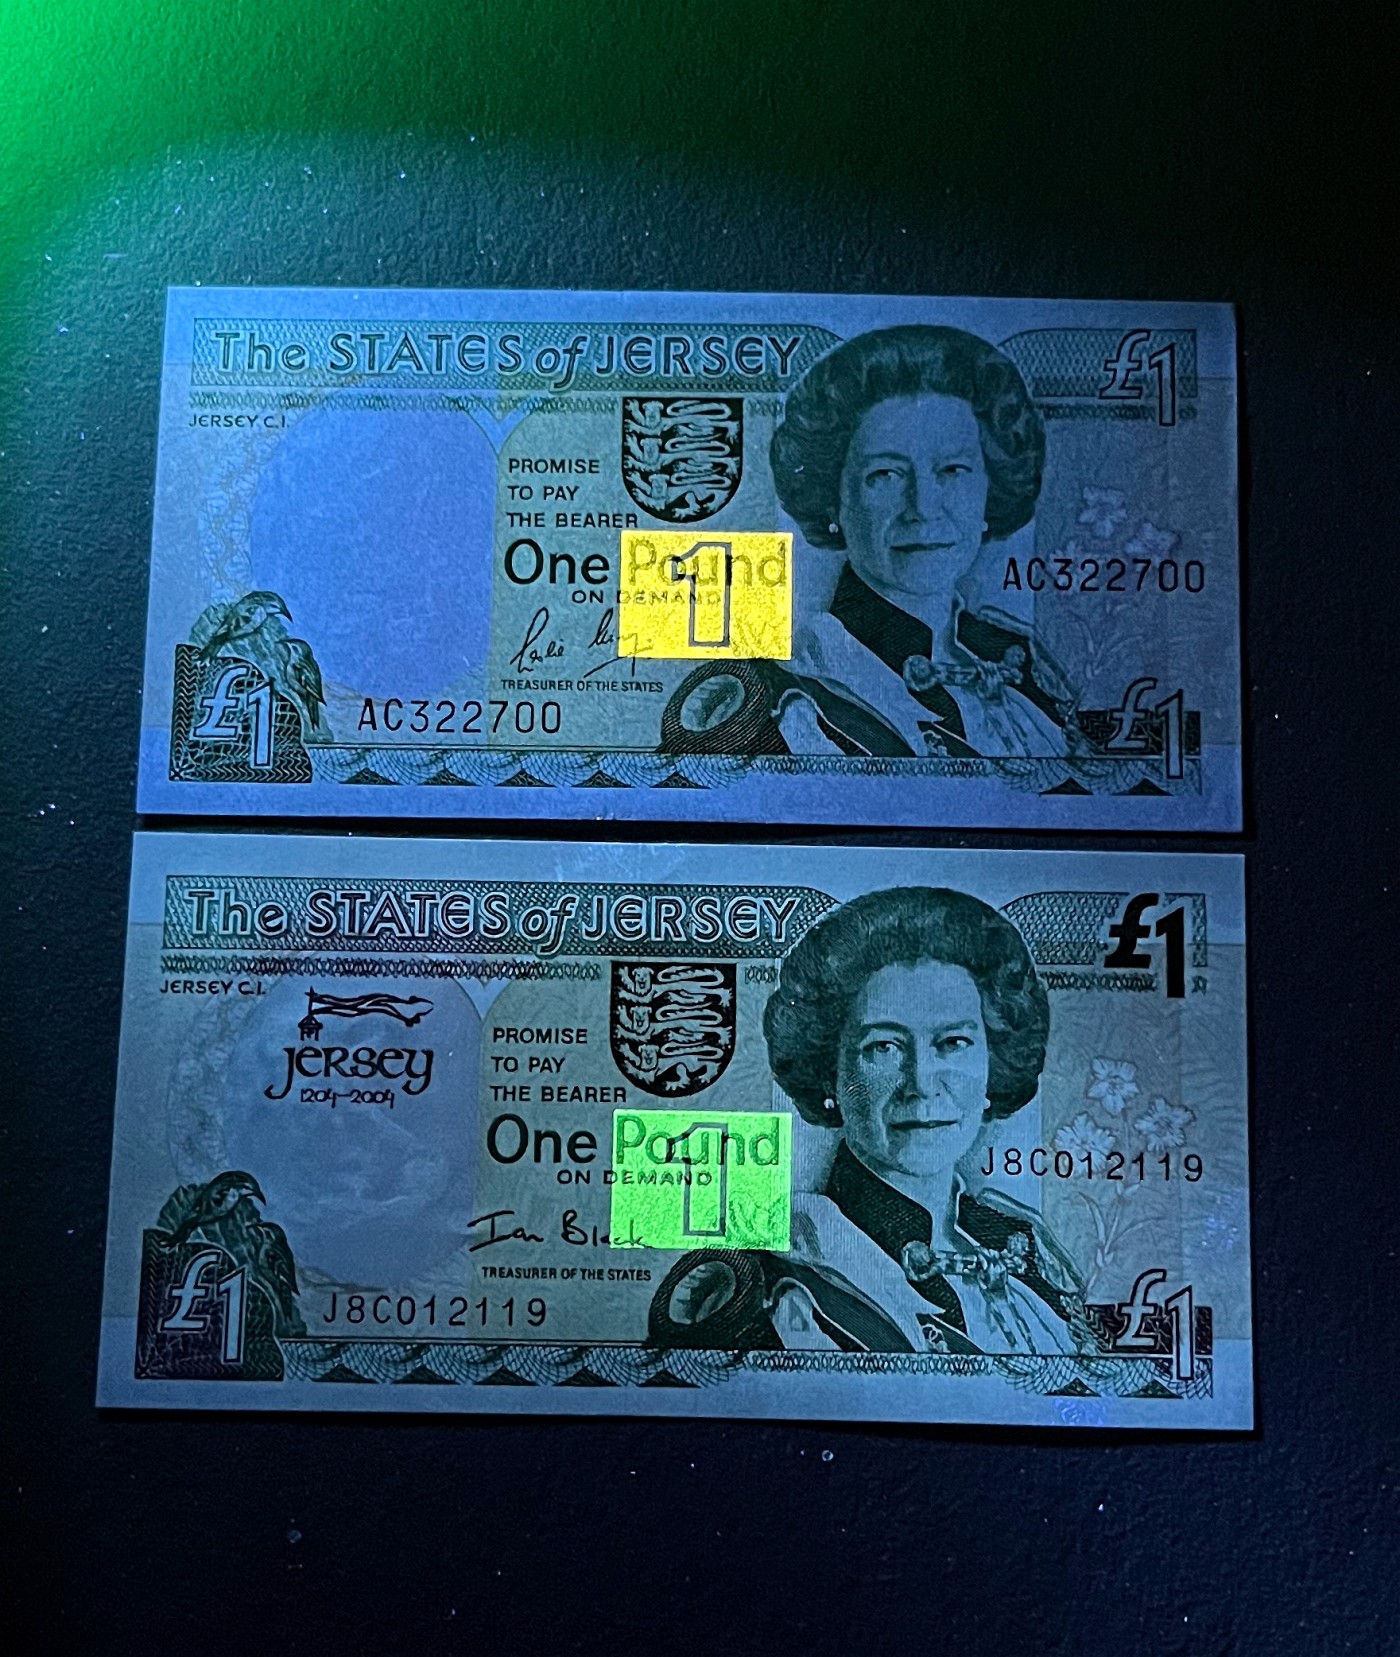 The STATES of JERSEY
£1
JERSEY C.I.
PROMISE
TO PAY
THE BEARER
One Pound
1
ON DEMAND
AC322700
TREASURER OF THE STATES
AC322700
£1
£1
The STATES of JERSEY
£1
JERSEY C.I.
jersey
1204-2004
PROMISE
TO PAY
THE BEARER
One Pound
1
ON DEMAND
J8C012119
Ian Black
TREASURER OF THE STATES
J8C012119
£1
£1